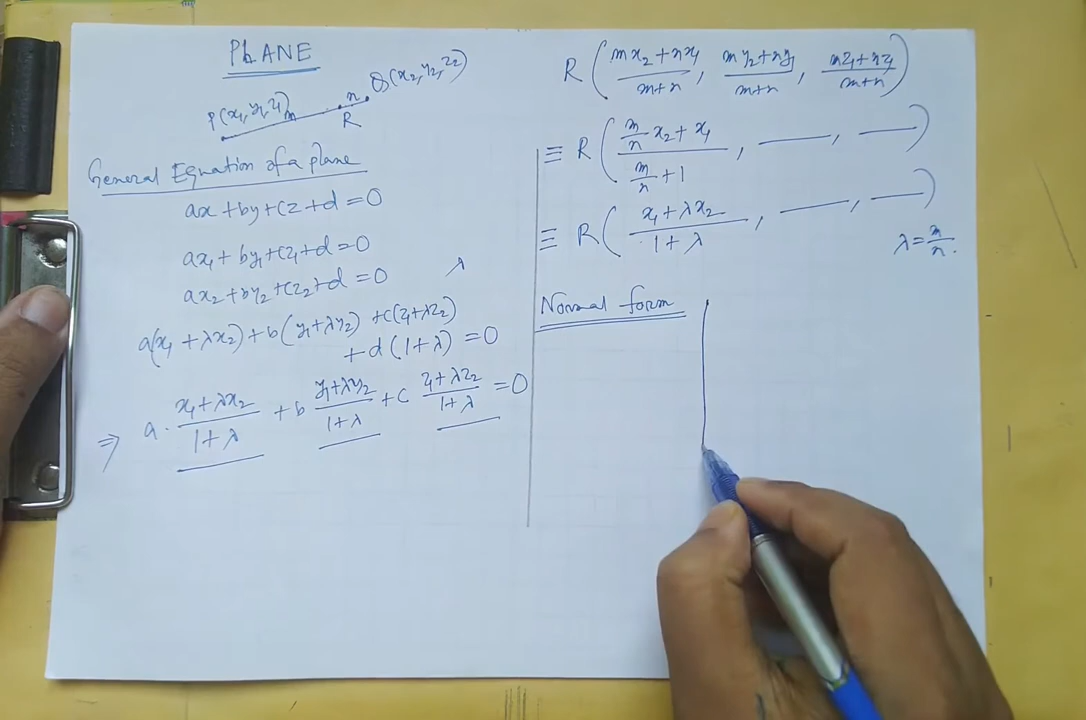 PLANE
P(x₁, y₁, z₁) m n Q(x₂, y₂, z₂)
R
General Equation of a plane
ax + by + cz + d = 0
ax₁ + by₁ + cz₁ + d = 0
ax₂ + by₂ + cz₂ + d = 0 λ
a(x₁ + λx₂) + b(y₁ + λy₂) + c(z₁ + λz₂)
+ d(1 + λ) = 0
⇒ a · (x₁ + λx₂)/(1 + λ) + b (y₁ + λy₂)/(1 + λ) + c (z₁ + λz₂)/(1 + λ) = 0
R ( (mx₂ + nx₁)/(m + n), (my₂ + ny₁)/(m + n), (mz₁ + nz₁)/(m + n) )
≡ R ( (m/n x₂ + x₁)/(m/n + 1), ——, —— )
≡ R ( (x₁ + λx₂)/(1 + λ), ——, —— )
λ = m/n.
Normal form